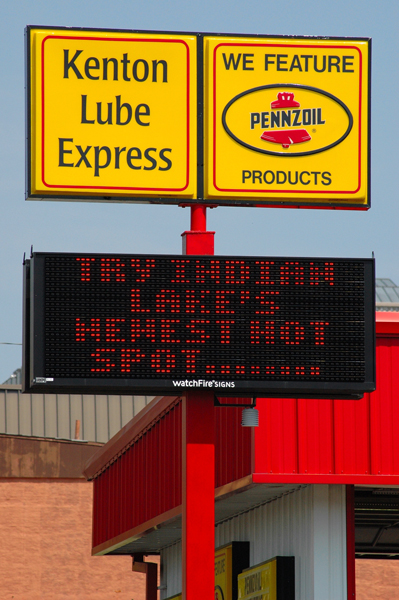 Kenton
Lube
Express
WE FEATURE
PENNZOIL
®
PRODUCTS
TRY INDIAN
LAKE'S
NEWEST HOT
SPOT........
watchFire® SIGNS